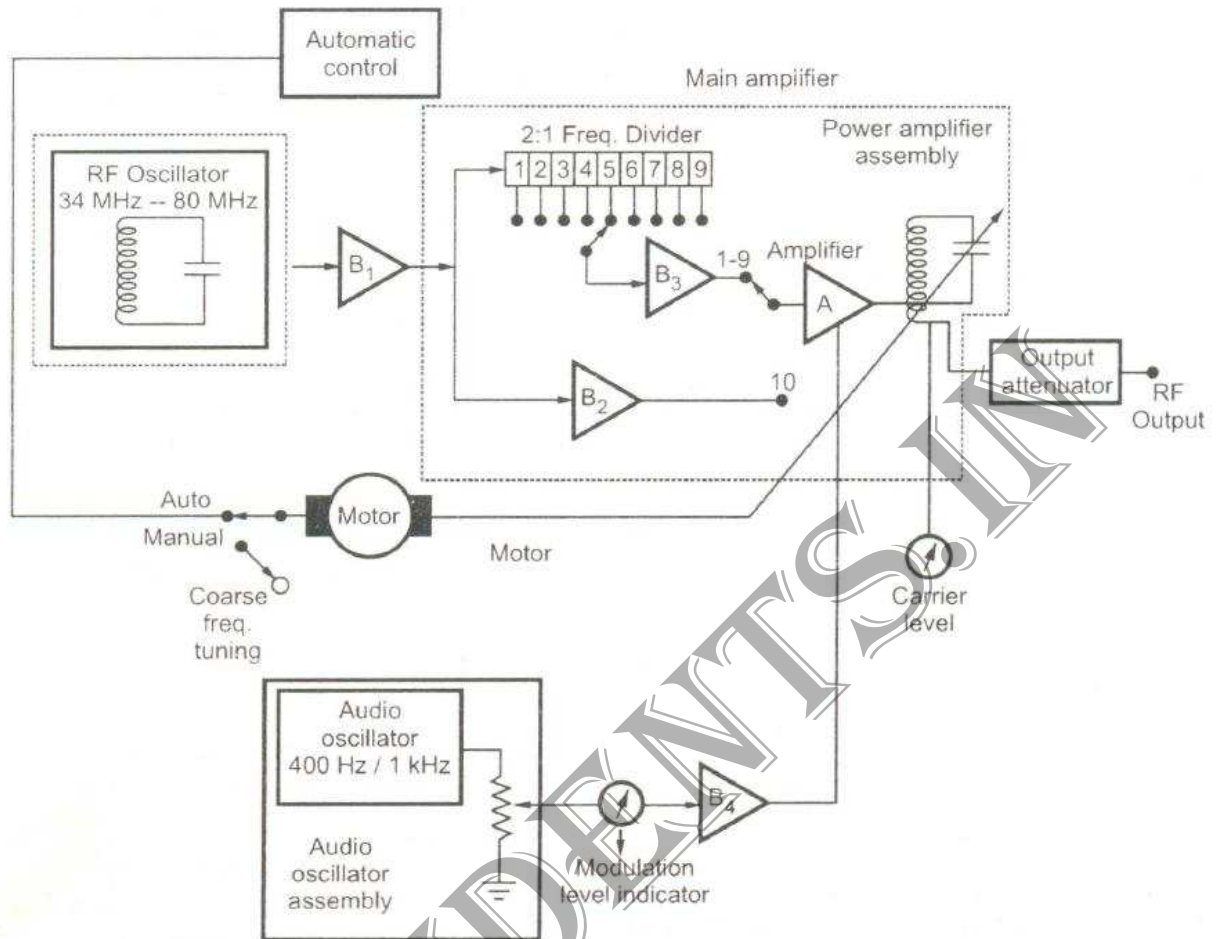 Automatic
control
Main ampiifier
2:1 Freq. Divider
1 2 3 4 5 6 7 8 9
Power amplifier
assembly
RF Oscillator
34 MHz -- 80 MHz
B1
B3
1-9
Amplifier
A
Output
attenuator
RF
Output
B2
10
Auto
Manual
Motor
Motor
Coarse
freq.
tuning
Carrier
level
Audio
oscillator
400 Hz / 1 kHz
B4
Audio
oscillator
assembly
Modulation
level indicator
DENTS.IN